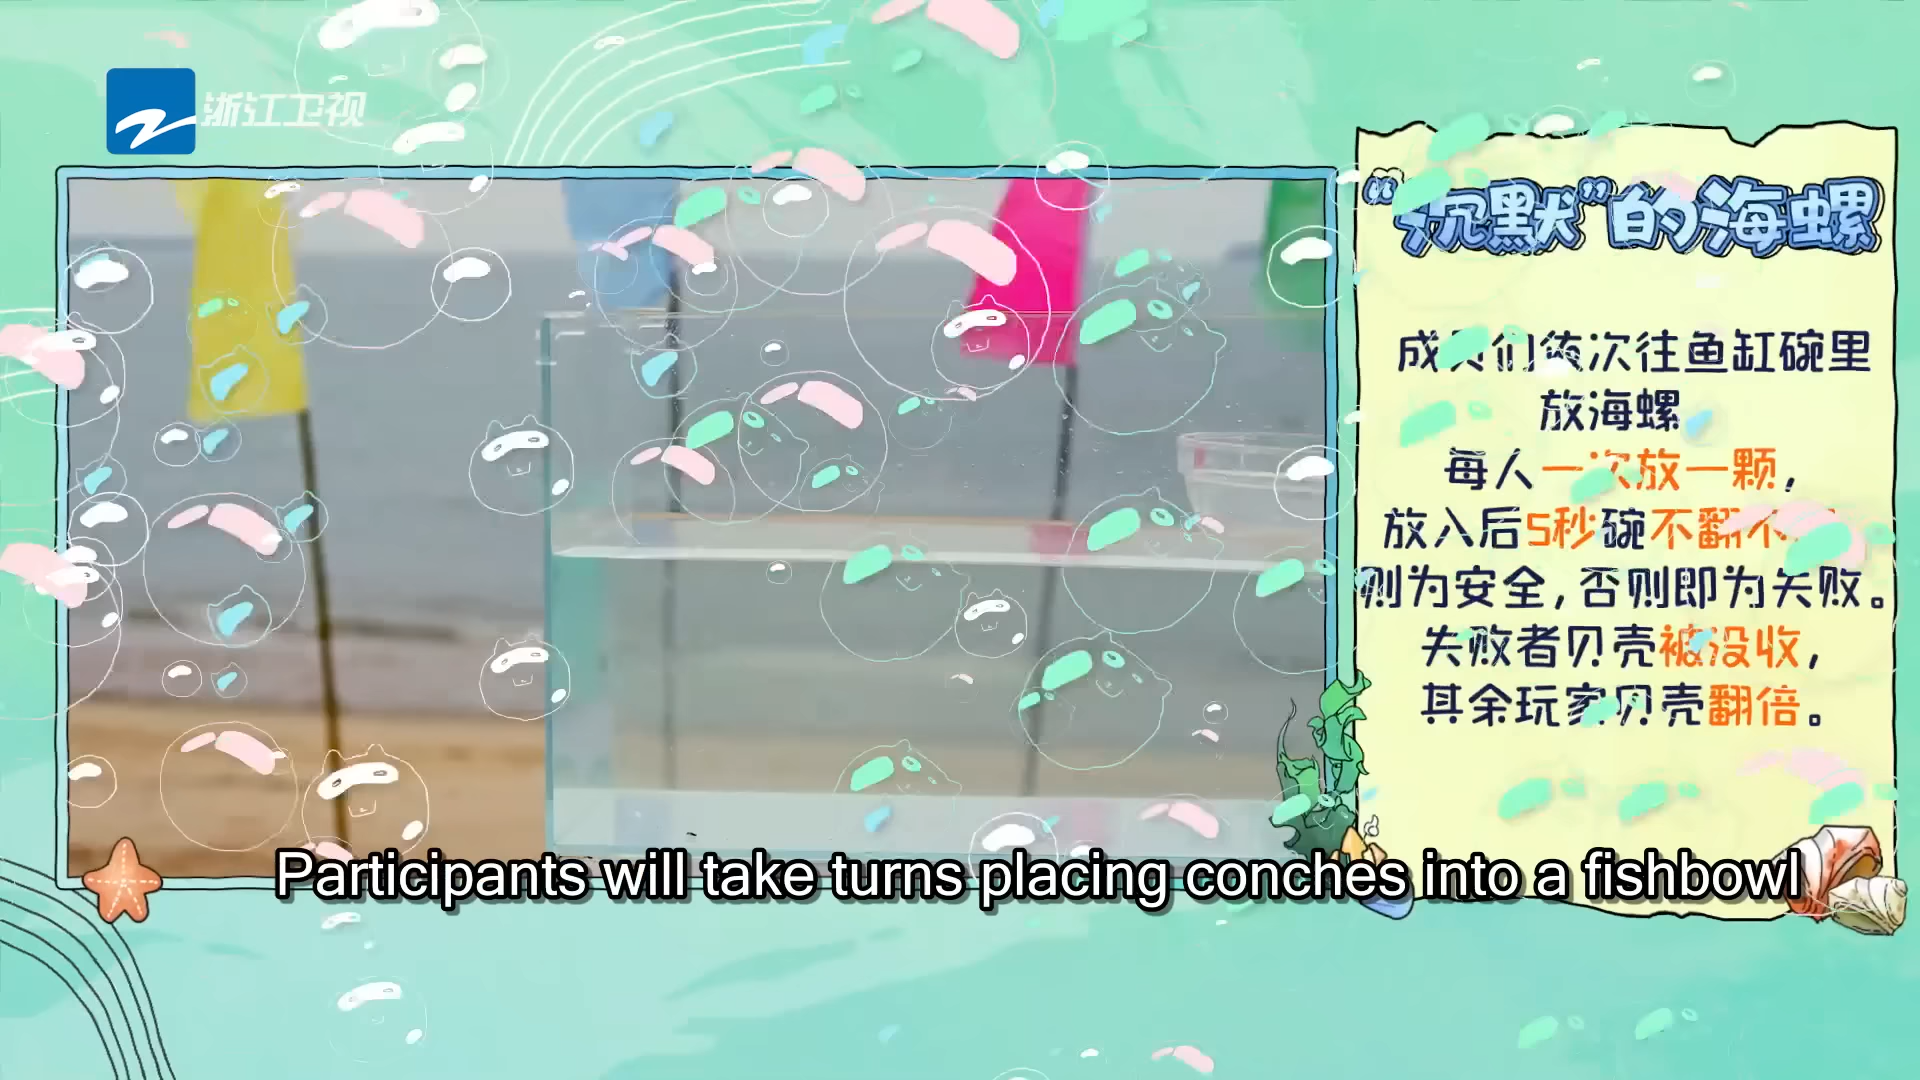 浙江卫视
“沉默”的海螺
成员们依次往鱼缸碗里
放海螺
每人一次放一颗，
放入后5秒碗不翻不
则为安全，否则即为失败。
失败者贝壳被没收，
其余玩家贝壳翻倍。
Participants will take turns placing conches into a fishbowl